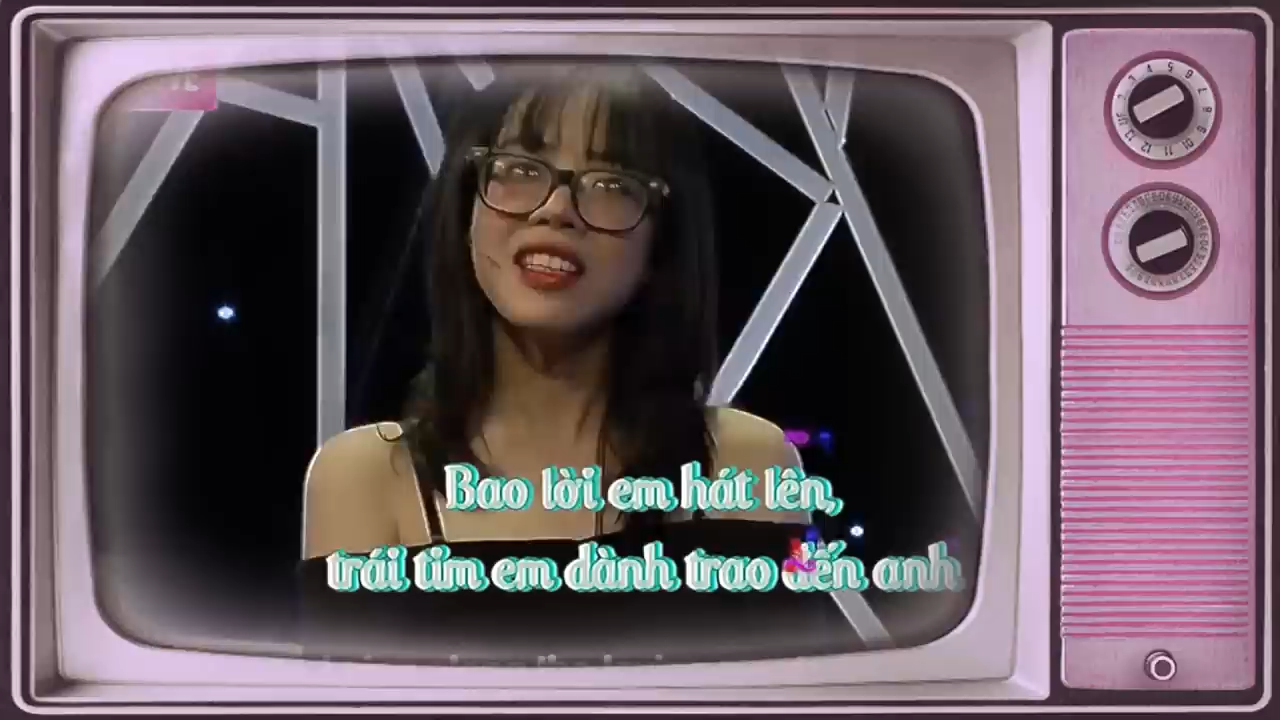 Bao lời em hát lên,
trái tim em dành trao đến anh